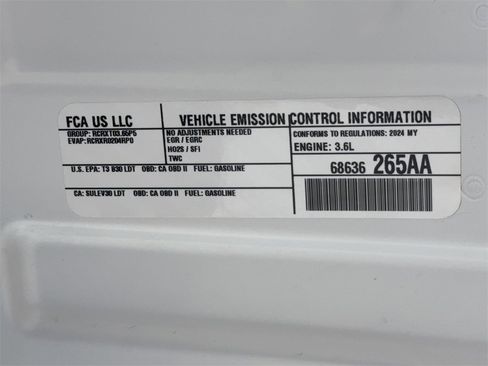 FCA US LLC
VEHICLE EMISSION CONTROL INFORMATION
GROUP: RCRXT03.65P5
EVAP: RCRXR0204RP0
NO ADJUSTMENTS NEEDED
EGR / EGRC
HO2S / SFI
TWC
CONFORMS TO REGULATIONS: 2024 MY
ENGINE: 3.6L
U.S. EPA: T3 B30 LDT OBD: CA OBD II FUEL: GASOLINE
68636 265AA
CA: SULEV30 LDT OBD: CA OBD II FUEL: GASOLINE